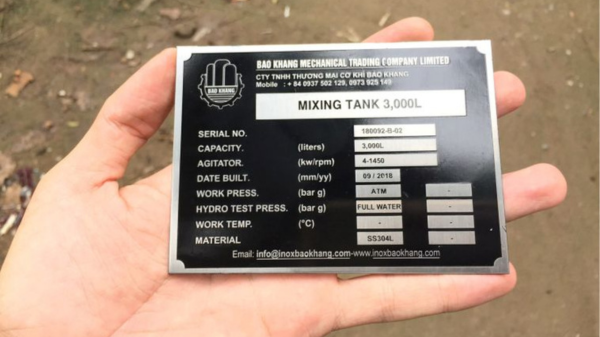 BAO KHANG MECHANICAL TRADING COMPANY LIMITED
CTY TNHH THƯƠNG MẠI CƠ KHÍ BẢO KHANG
Mobile : + 84 0937 502 129, 0973 925 149
BAO KHANG
MIXING TANK 3,000L
SERIAL NO. 180092-B-02
CAPACITY. (liters) 3,000L
AGITATOR. (kw/rpm) 4-1450
DATE BUILT. (mm/yy) 09 / 2018
WORK PRESS. (bar g) ATM -
HYDRO TEST PRESS. (bar g) FULL WATER -
WORK TEMP. (°C) - -
MATERIAL SS304L -
Email: info@inoxbaokhang.com-www.inoxbaokhang.com